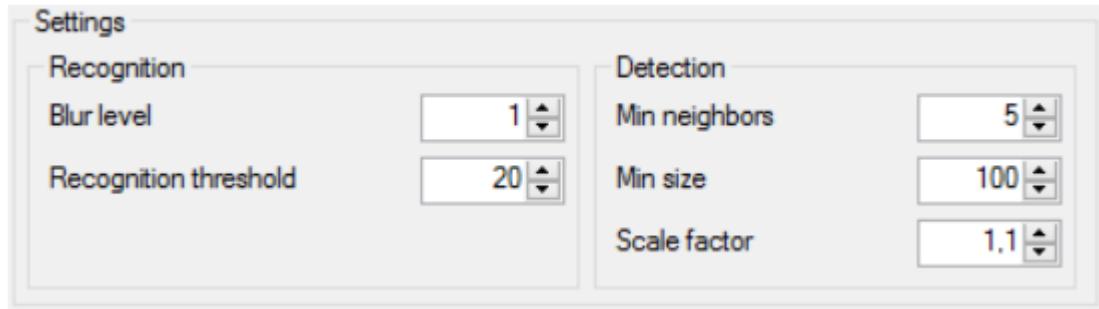 Settings
Recognition
Blur level 1
Recognition threshold 20
Detection
Min neighbors 5
Min size 100
Scale factor 1,1